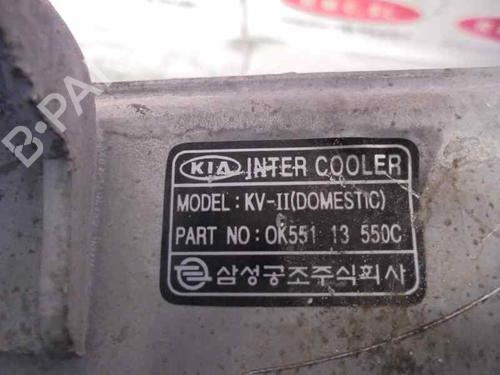 KIA INTER COOLER
MODEL: KV-II(DOMESTIC)
PART NO: OK551 13 550C
삼성공조주식회사
B-PA